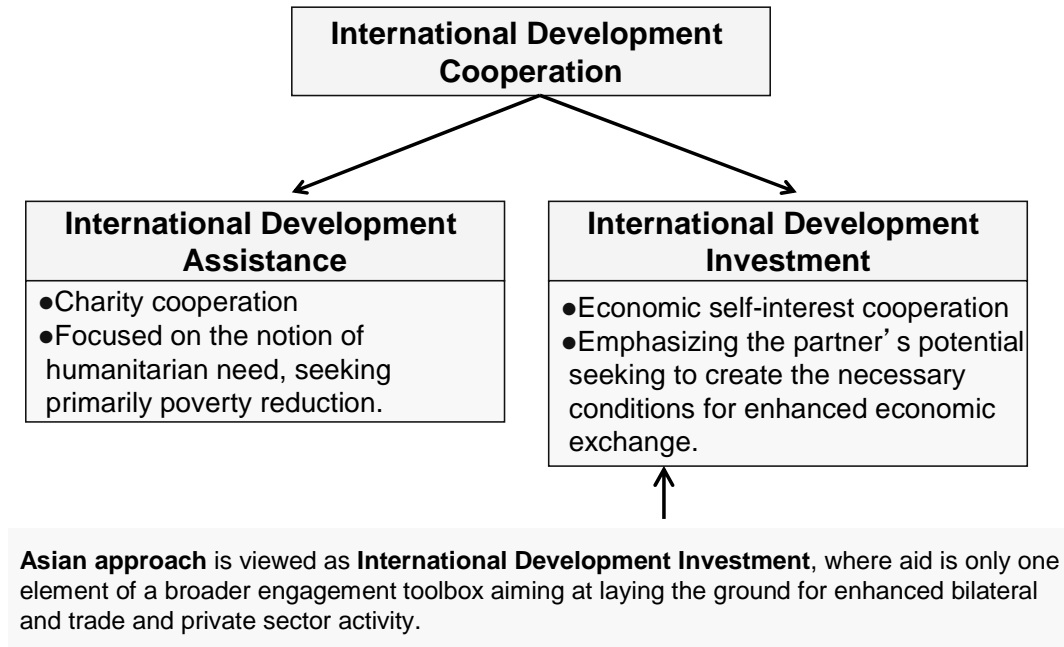 International Development
Cooperation
International Development
Assistance
●Charity cooperation
●Focused on the notion of
humanitarian need, seeking
primarily poverty reduction.
International Development
Investment
●Economic self-interest cooperation
●Emphasizing the partner’s potential
seeking to create the necessary
conditions for enhanced economic
exchange.
Asian approach is viewed as International Development Investment, where aid is only one
element of a broader engagement toolbox aiming at laying the ground for enhanced bilateral
and trade and private sector activity.